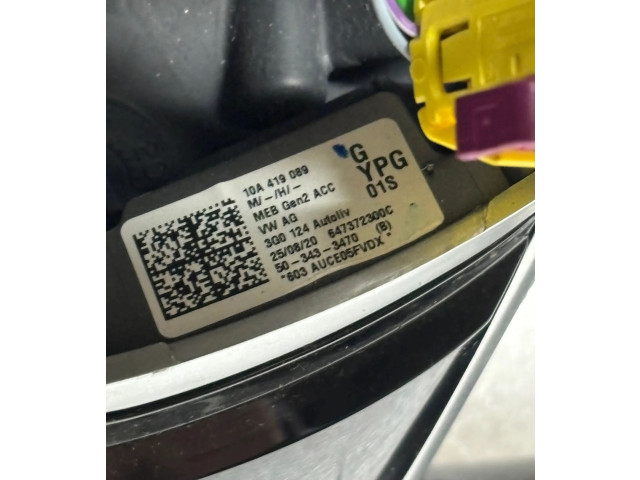 10A 419 089
M/-/H/-
MEB Gen2 ACC
VW AG
3G0 124 Autoliv
25/08/20 647372300C
50-343-3470 (B)
*603 AUCE05FVDX*
G
YPG
01S